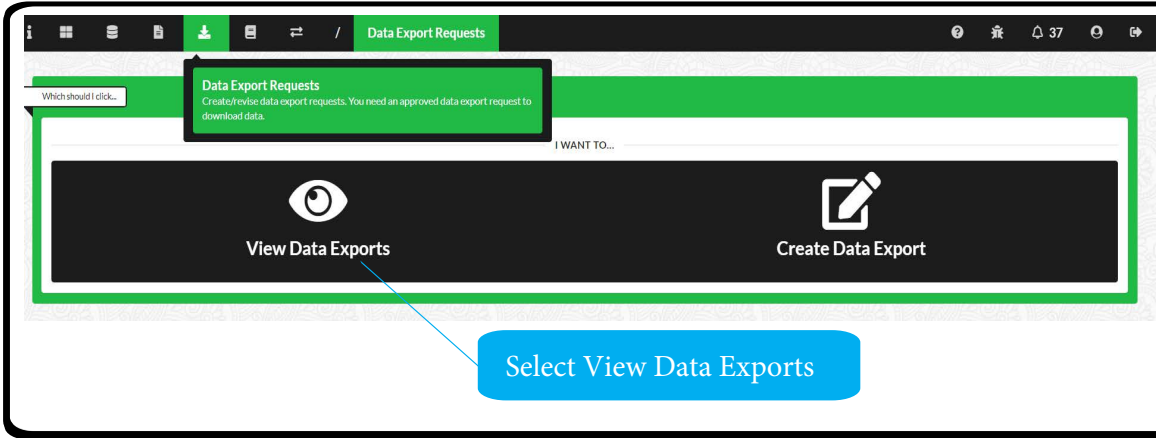 i / Data Export Requests 37
Which should I click...
Data Export Requests
Create/revise data export requests. You need an approved data export request to
download data.
I WANT TO...
View Data Exports Create Data Export
Select View Data Exports